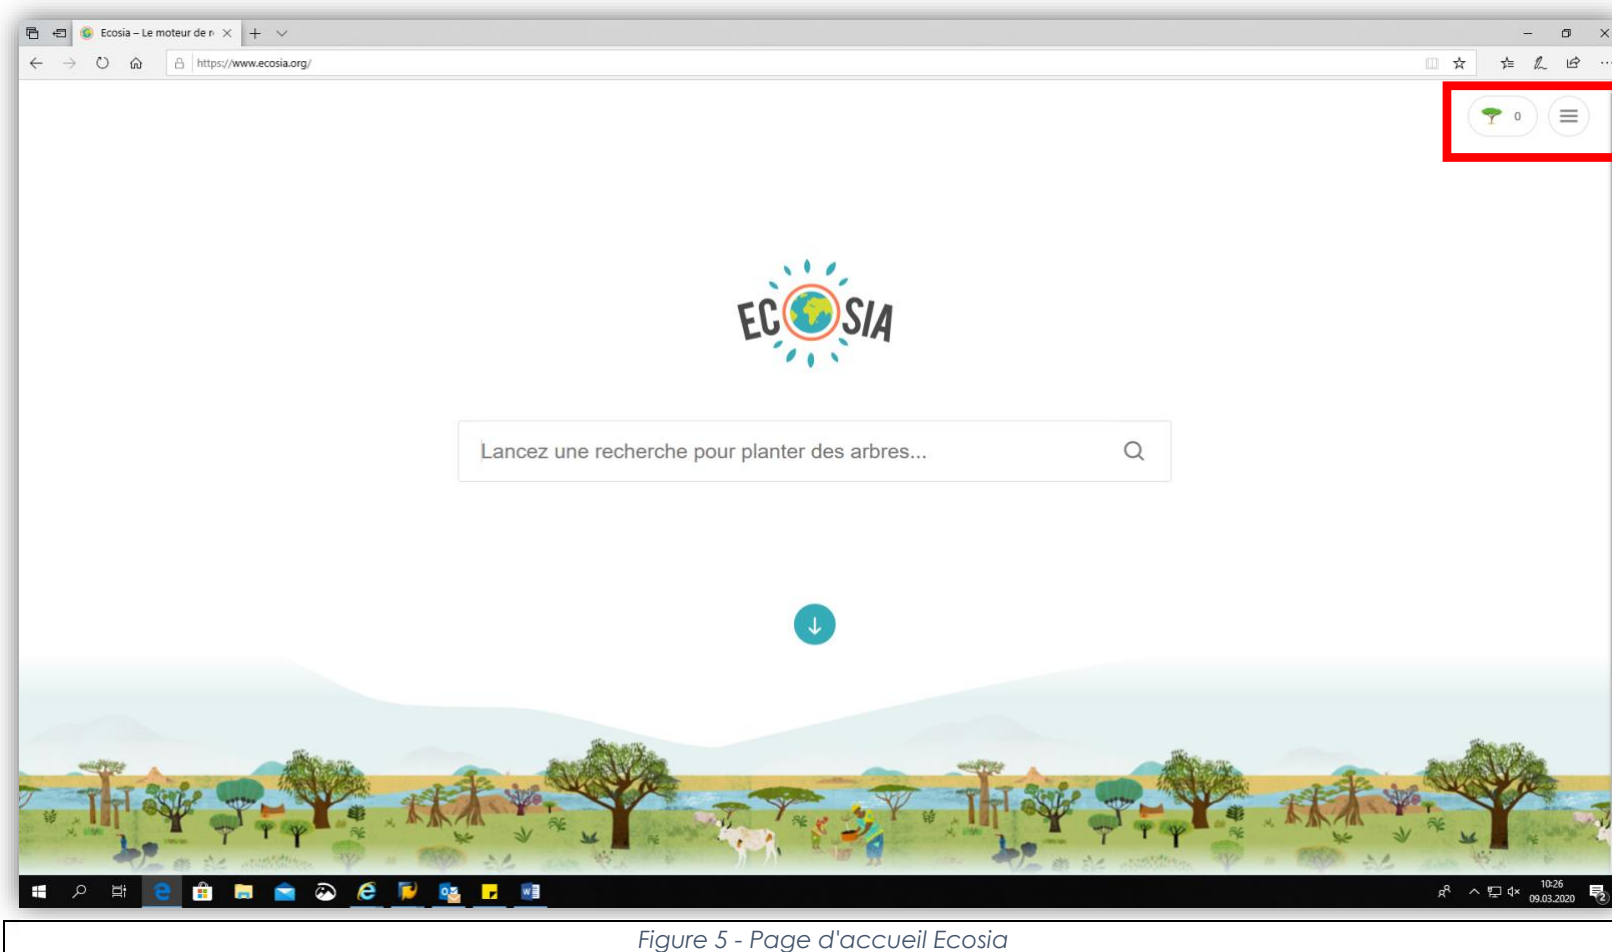 Ecosia – Le moteur de r
https://www.ecosia.org/
0
ECOSIA
Lancez une recherche pour planter des arbres...
10:26
09.03.2020
2
Figure 5 - Page d'accueil Ecosia